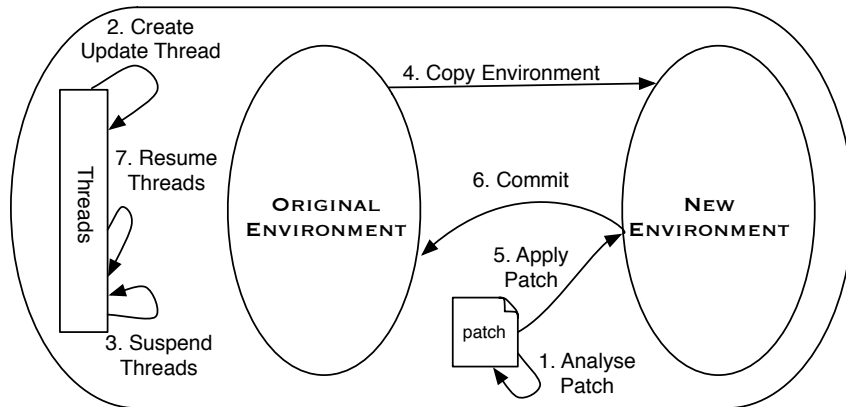 2. Create
Update Thread
4. Copy Environment
7. Resume
Threads
Threads
6. Commit
ORIGINAL
ENVIRONMENT
NEW
ENVIRONMENT
5. Apply
Patch
patch
3. Suspend
Threads
1. Analyse
Patch